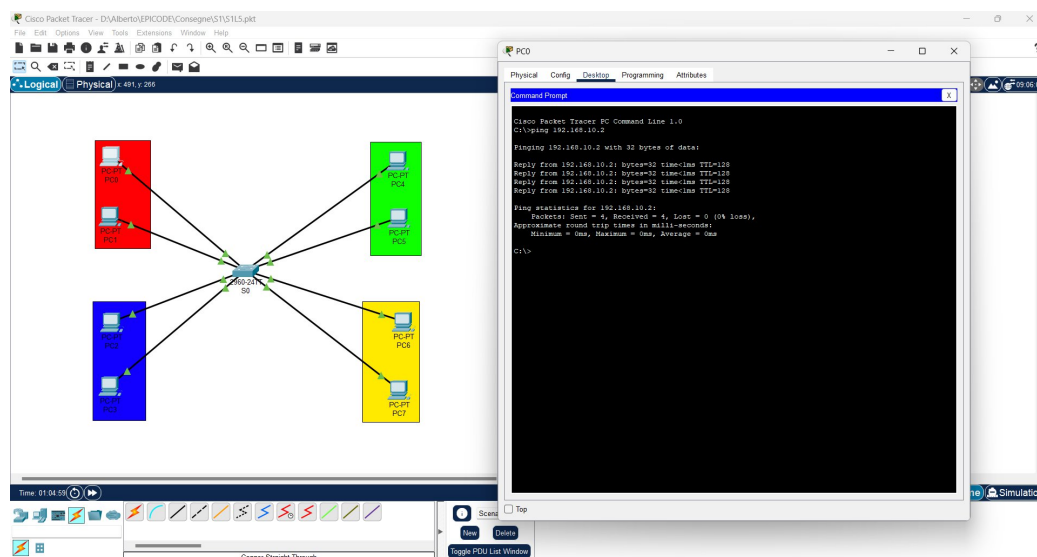 Cisco Packet Tracer - D:\Alberto\EPICODE\Consegne\S1\S1L5.pkt
File Edit Options View Tools Extensions Window Help
Logical Physical x: 491, y: 266
09:06:
PC-PT
PC0
PC-PT
PC1
PC-PT
PC4
PC-PT
PC5
2960-24TT
S0
PC-PT
PC2
PC-PT
PC3
PC-PT
PC6
PC-PT
PC7
PC0
Physical Config Desktop Programming Attributes
Command Prompt X
Cisco Packet Tracer PC Command Line 1.0
C:\>ping 192.168.10.2
Pinging 192.168.10.2 with 32 bytes of data:
Reply from 192.168.10.2: bytes=32 time<1ms TTL=128
Reply from 192.168.10.2: bytes=32 time<1ms TTL=128
Reply from 192.168.10.2: bytes=32 time<1ms TTL=128
Reply from 192.168.10.2: bytes=32 time<1ms TTL=128
Ping statistics for 192.168.10.2:
Packets: Sent = 4, Received = 4, Lost = 0 (0% loss),
Approximate round trip times in milli-seconds:
Minimum = 0ms, Maximum = 0ms, Average = 0ms
C:\>
Top
Time: 01:04:59
Simulatio
Scena
New Delete
Toggle PDU List Window
Copper Straight-Through